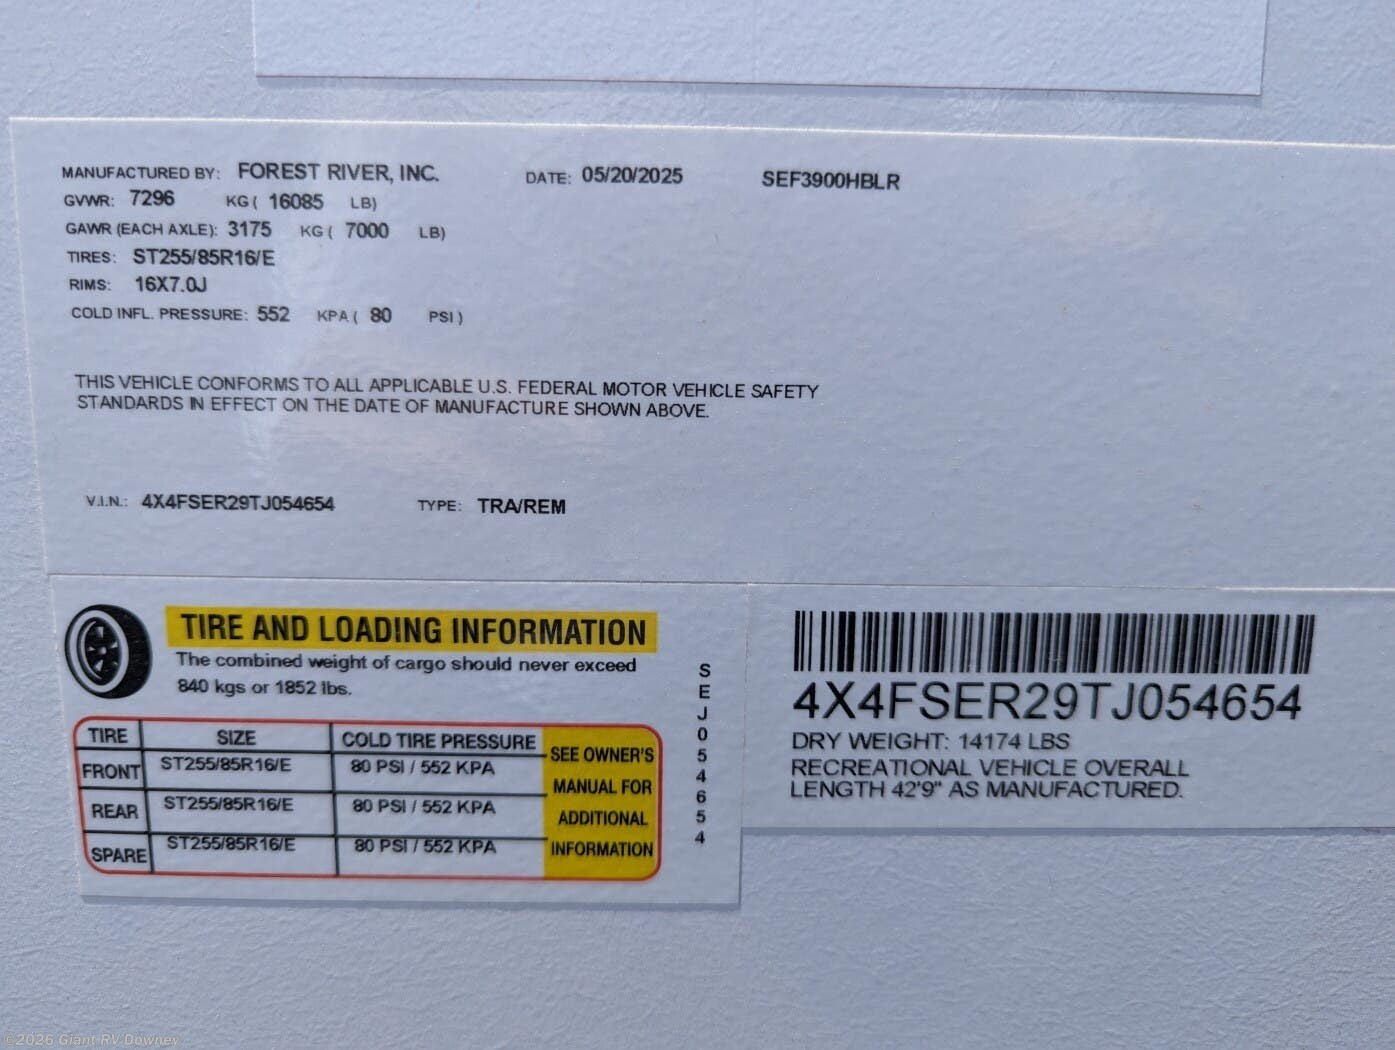 MANUFACTURED BY: FOREST RIVER, INC. DATE: 05/20/2025 SEF3900HBLR
GVWR: 7296 KG ( 16085 LB)
GAWR (EACH AXLE): 3175 KG ( 7000 LB)
TIRES: ST255/85R16/E
RIMS: 16X7.0J
COLD INFL. PRESSURE: 552 KPA ( 80 PSI )
THIS VEHICLE CONFORMS TO ALL APPLICABLE U.S. FEDERAL MOTOR VEHICLE SAFETY
STANDARDS IN EFFECT ON THE DATE OF MANUFACTURE SHOWN ABOVE.
V.I.N.: 4X4FSER29TJ054654 TYPE: TRA/REM
TIRE AND LOADING INFORMATION
The combined weight of cargo should never exceed
840 kgs or 1852 lbs.
TIRE SIZE COLD TIRE PRESSURE
FRONT ST255/85R16/E 80 PSI / 552 KPA
REAR ST255/85R16/E 80 PSI / 552 KPA
SPARE ST255/85R16/E 80 PSI / 552 KPA
SEE OWNER'S
MANUAL FOR
ADDITIONAL
INFORMATION
SEJ054654
4X4FSER29TJ054654
DRY WEIGHT: 14174 LBS
RECREATIONAL VEHICLE OVERALL
LENGTH 42'9" AS MANUFACTURED.
©2026 Giant RV Downey